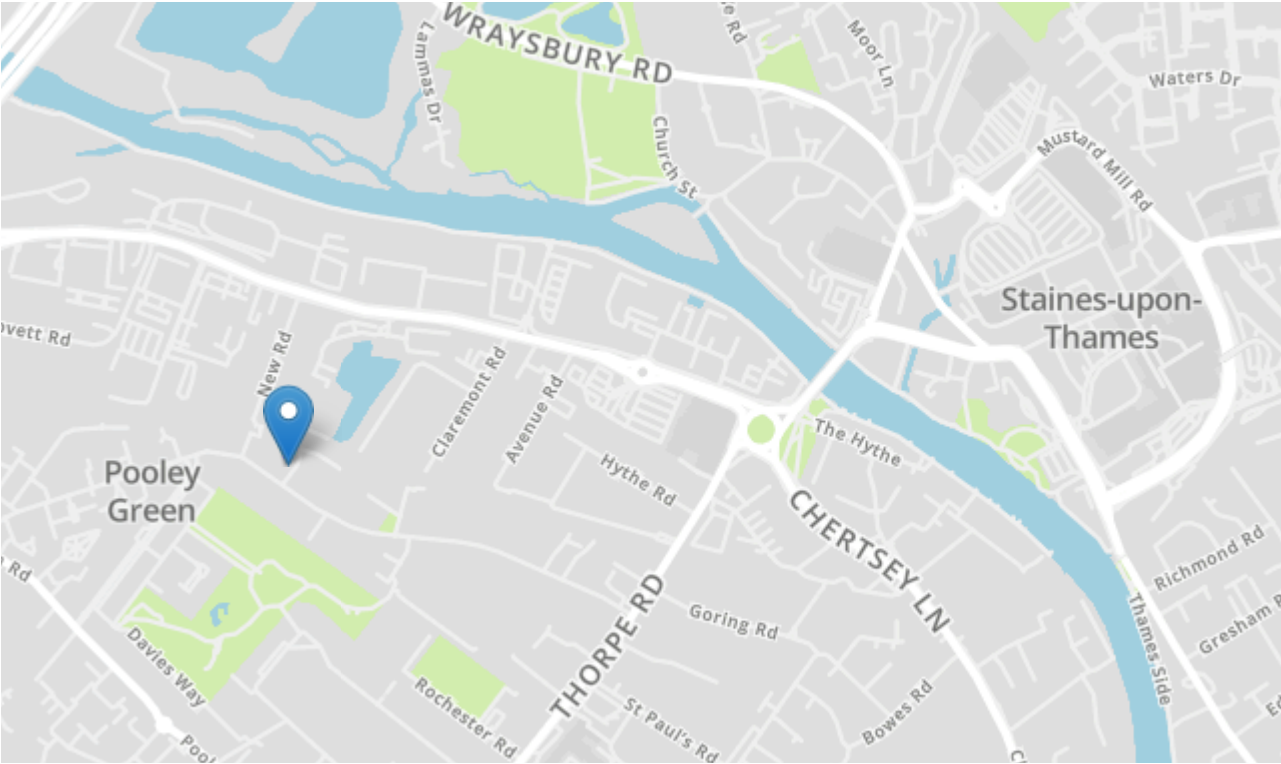 WRAYSBURY RD
Lammas Dr
Moor Ln
Waters Dr
Church St
Mustard Mill Rd
Staines-upon-
Thames
New Rd
Claremont Rd
Avenue Rd
The Hythe
Pooley
Green
Hythe Rd
CHERTSEY LN
Richmond Rd
Rd
THORPE RD
Goring Rd
Thames Side
Gresham
Davies Way
Rochester Rd
St Paul's Rd
Bowes Rd